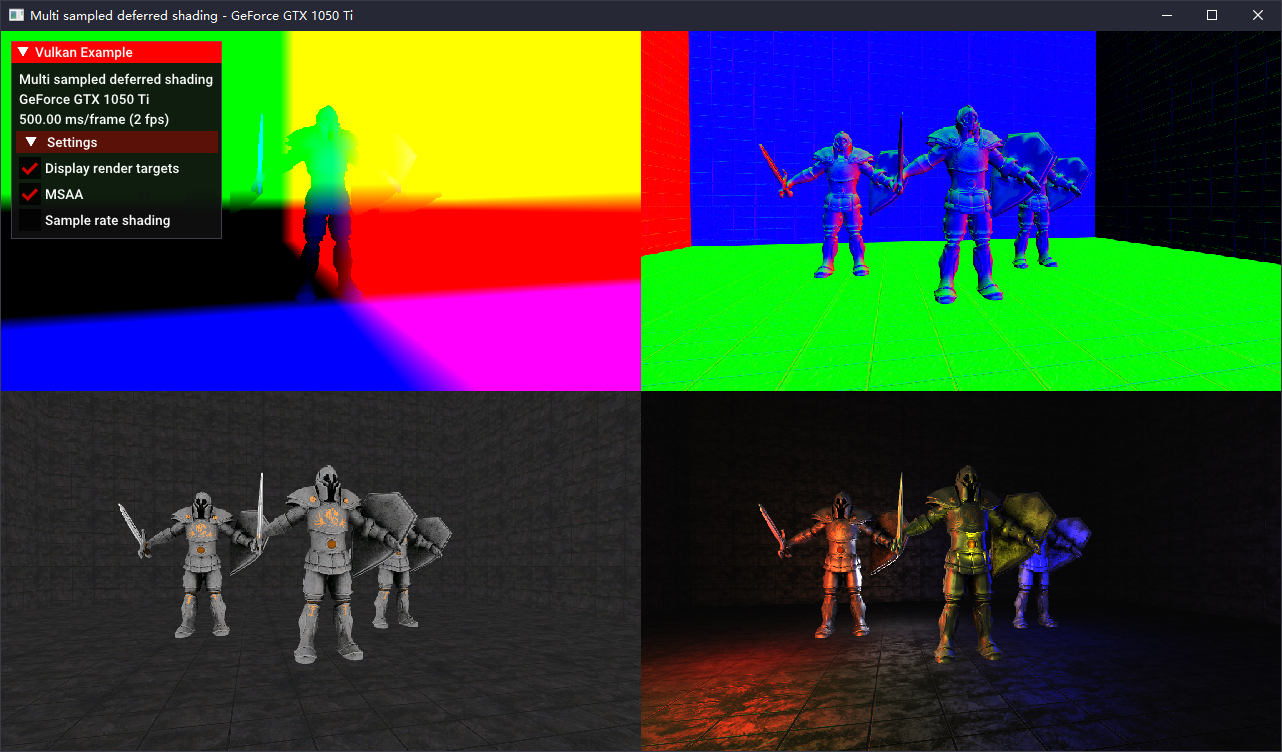 Multi sampled deferred shading - GeForce GTX 1050 Ti
Vulkan Example
Multi sampled deferred shading
GeForce GTX 1050 Ti
500.00 ms/frame (2 fps)
Settings
Display render targets
MSAA
Sample rate shading